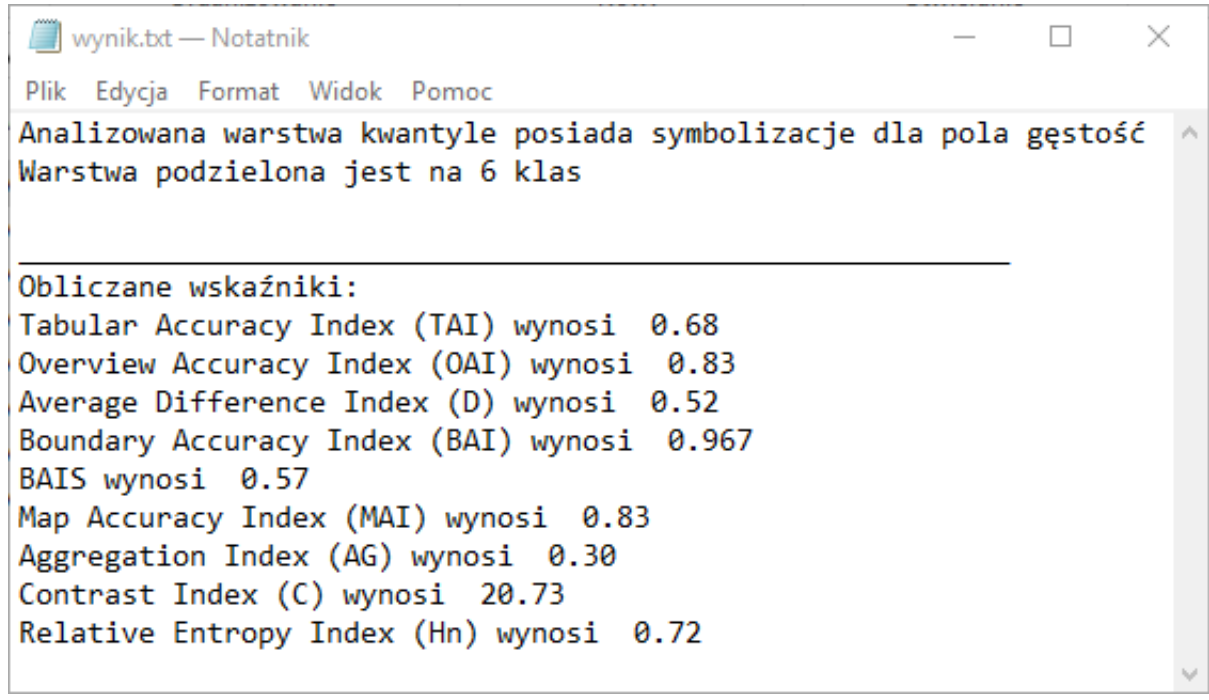 wynik.txt — Notatnik
Plik Edycja Format Widok Pomoc
Analizowana warstwa kwantyle posiada symbolizacje dla pola gęstość
Warstwa podzielona jest na 6 klas
Obliczane wskaźniki:
Tabular Accuracy Index (TAI) wynosi 0.68
Overview Accuracy Index (OAI) wynosi 0.83
Average Difference Index (D) wynosi 0.52
Boundary Accuracy Index (BAI) wynosi 0.967
BAIS wynosi 0.57
Map Accuracy Index (MAI) wynosi 0.83
Aggregation Index (AG) wynosi 0.30
Contrast Index (C) wynosi 20.73
Relative Entropy Index (Hn) wynosi 0.72